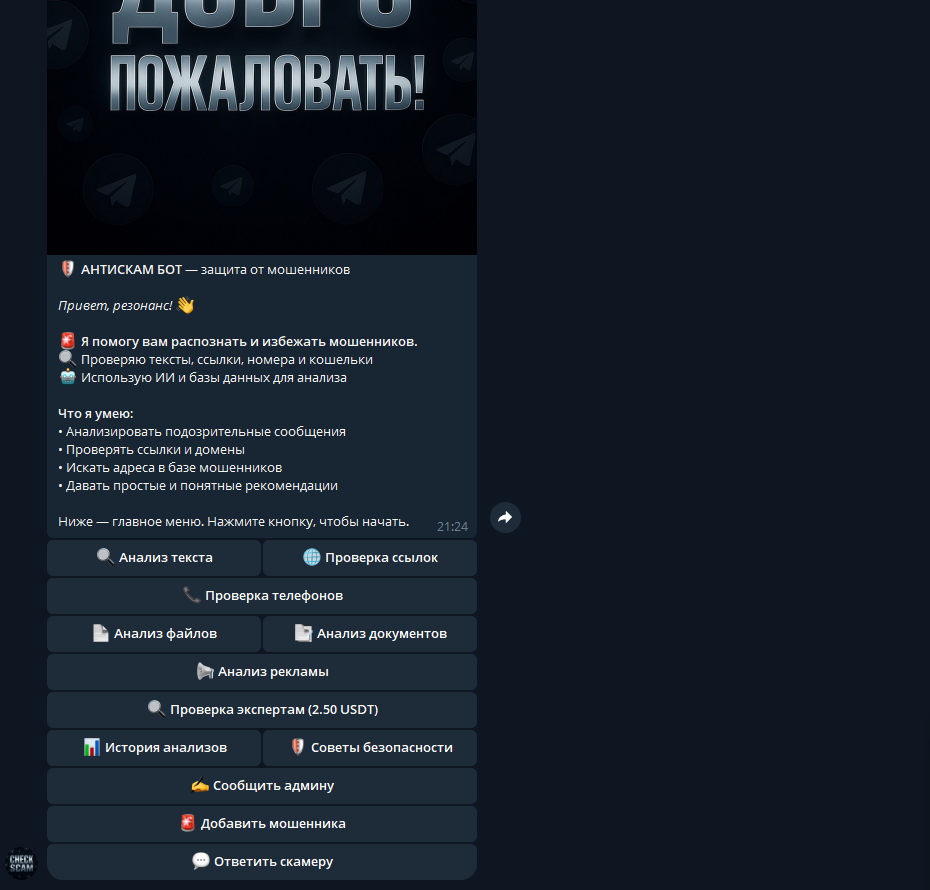 ПОЖАЛОВАТЬ!
АНТИСКАМ БОТ — защита от мошенников
Привет, резонанс! 👋
Я помогу вам распознать и избежать мошенников.
Проверяю тексты, ссылки, номера и кошельки
Использую ИИ и базы данных для анализа
Что я умею:
• Анализировать подозрительные сообщения
• Проверять ссылки и домены
• Искать адреса в базе мошенников
• Давать простые и понятные рекомендации
Ниже — главное меню. Нажмите кнопку, чтобы начать.
21:24
Анализ текста
Проверка ссылок
Проверка телефонов
Анализ файлов
Анализ документов
Анализ рекламы
Проверка экспертам (2.50 USDT)
История анализов
Советы безопасности
Сообщить админу
Добавить мошенника
Ответить скамеру
CHECK
SCAM